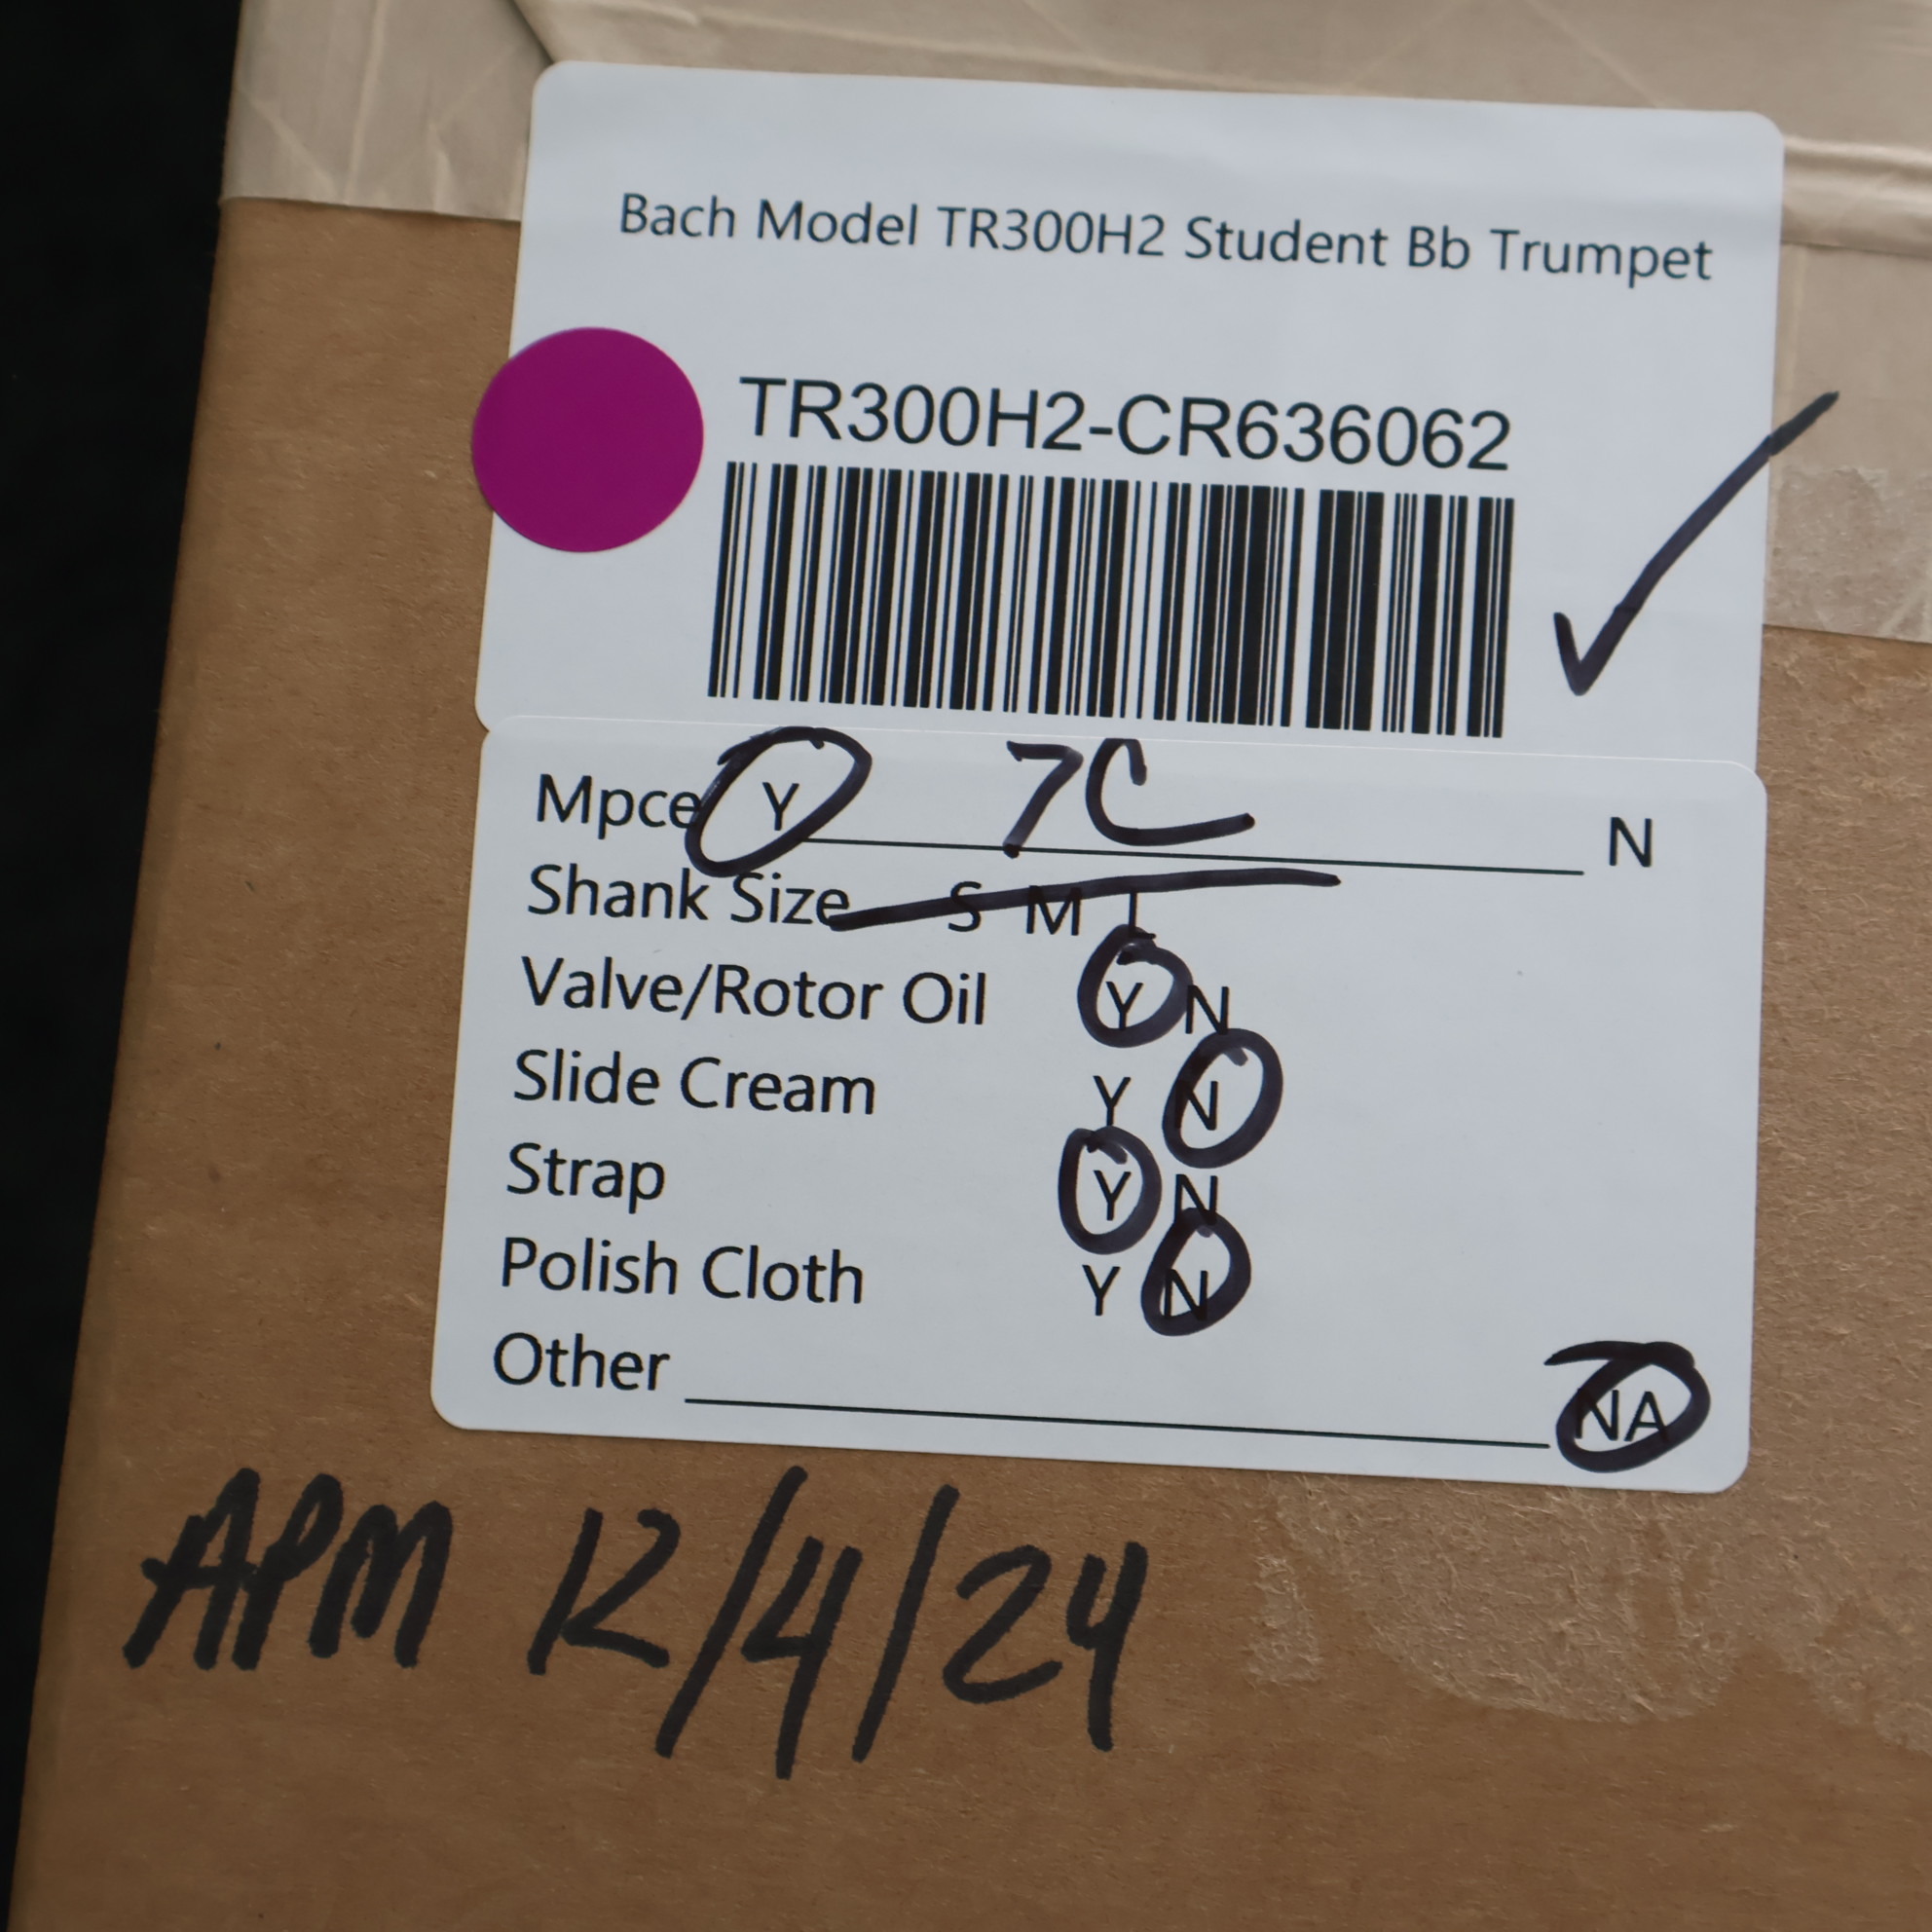 Bach Model TR300H2 Student Bb Trumpet
TR300H2-CR636062
Mpce Y 7C N
Shank Size S M L
Valve/Rotor Oil Y N
Slide Cream Y N
Strap Y N
Polish Cloth Y N
Other NA
APM 12/4/24